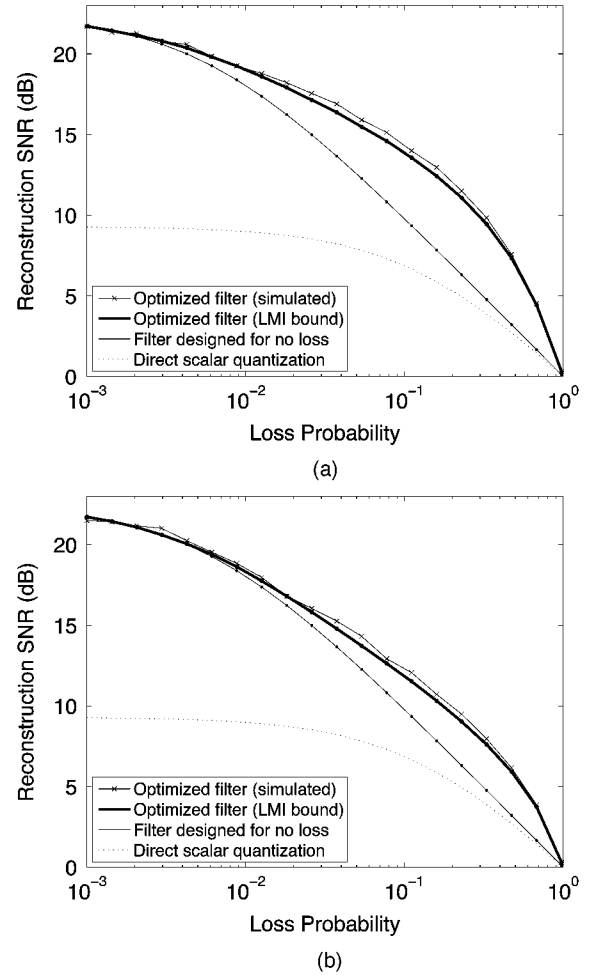 20
15
10
5
0
Reconstruction SNR (dB)
Optimized filter (simulated)
Optimized filter (LMI bound)
Filter designed for no loss
Direct scalar quantization
10^-3
10^-2
10^-1
10^0
Loss Probability
(a)
20
15
10
5
0
Reconstruction SNR (dB)
Optimized filter (simulated)
Optimized filter (LMI bound)
Filter designed for no loss
Direct scalar quantization
10^-3
10^-2
10^-1
10^0
Loss Probability
(b)